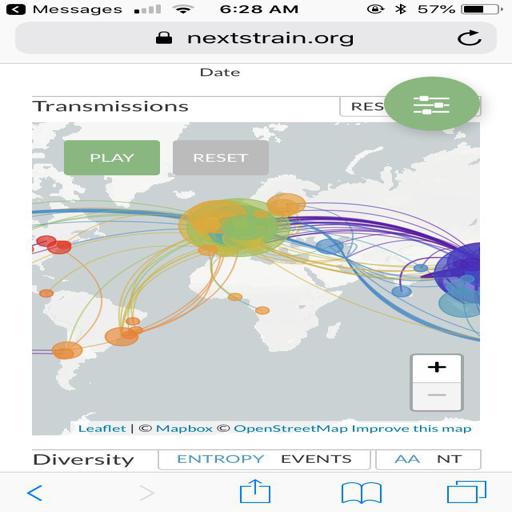 Messages 6:28 AM 57%
nextstrain.org
Date
Transmissions RES
PLAY RESET
+
−
Leaflet | © Mapbox © OpenStreetMap Improve this map
Diversity ENTROPY EVENTS AA NT